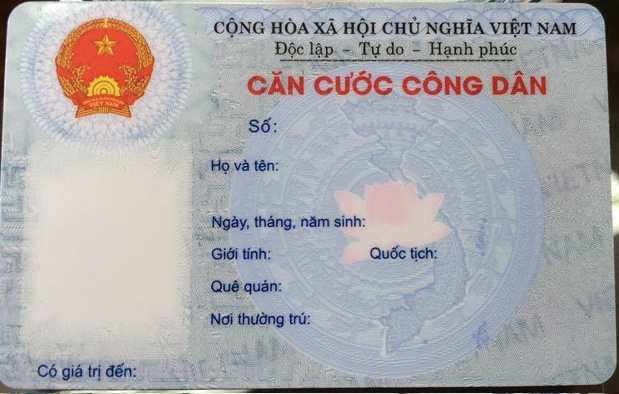 CỘNG HÒA XÃ HỘI CHỦ NGHĨA VIỆT NAM
Độc lập - Tự do - Hạnh phúc
CĂN CƯỚC CÔNG DÂN
VIỆT NAM
Số:
Họ và tên:
Ngày, tháng, năm sinh:
Giới tính: Quốc tịch:
Quê quán:
Nơi thường trú:
Có giá trị đến: